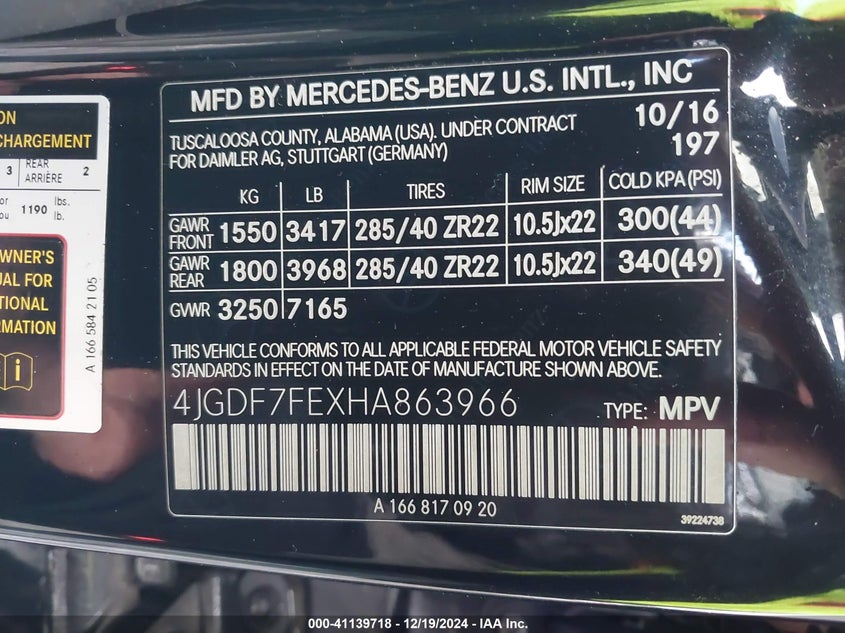 ON
CHARGEMENT
3 REAR ARRIÈRE 2
or ou 1190 lbs. lb.
WNER'S
UAL FOR
TIONAL
RMATION
i
A 166 584 21 05
MFD BY MERCEDES-BENZ U.S. INTL., INC
TUSCALOOSA COUNTY, ALABAMA (USA). UNDER CONTRACT 10/16
FOR DAIMLER AG, STUTTGART (GERMANY) 197
KG LB TIRES RIM SIZE COLD KPA(PSI)
GAWR FRONT 1550 3417 285/40 ZR22 10.5Jx22 300(44)
GAWR REAR 1800 3968 285/40 ZR22 10.5Jx22 340(49)
GVWR 3250 7165
THIS VEHICLE CONFORMS TO ALL APPLICABLE FEDERAL MOTOR VEHICLE SAFETY
STANDARDS IN EFFECT ON THE DATE OF MANUFACTURE SHOWN ABOVE.
4JGDF7FEXHA863966 TYPE: MPV
A 166 817 09 20
39224738
000-41139718 - 12/19/2024 - IAA Inc.